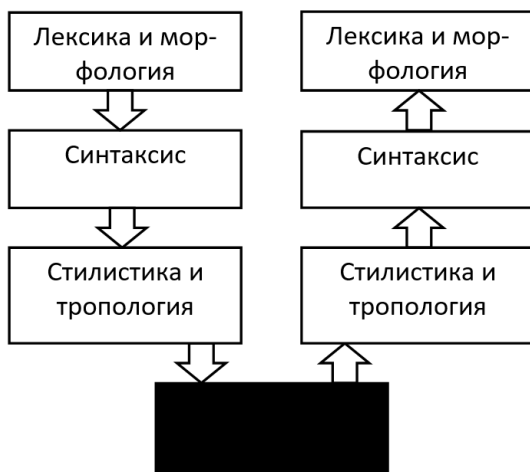 Лексика и мор-
фология
Синтаксис
Стилистика и
тропология
Лексика и мор-
фология
Синтаксис
Стилистика и
тропология